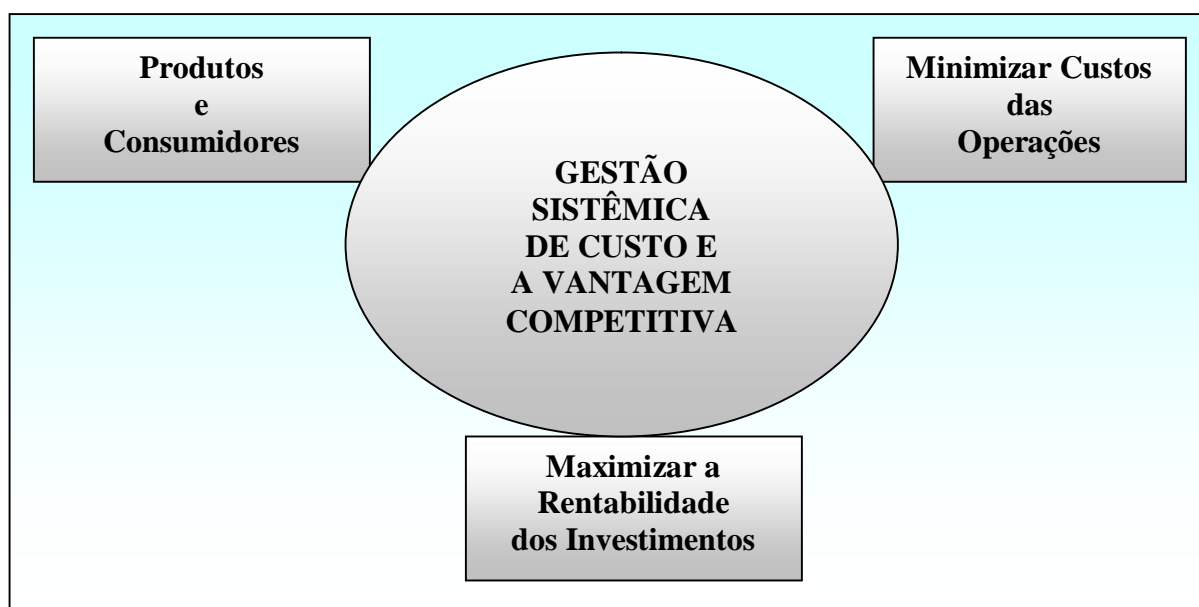 Produtos
e
Consumidores
Minimizar Custos
das
Operações
GESTÃO
SISTÊMICA
DE CUSTO E
A VANTAGEM
COMPETITIVA
Maximizar a
Rentabilidade
dos Investimentos